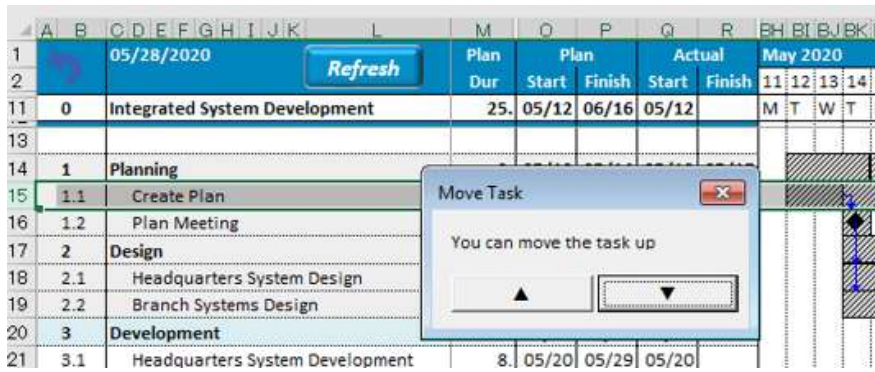 A B C D E F G H I J K L M O P Q R BH BI BJ BK
1 05/28/2020 Refresh Plan Plan Actual May 2020
2 Dur Start Finish Start Finish 11 12 13 14
11 0 Integrated System Development 25. 05/12 06/16 05/12 M T W T
13
14 1 Planning
15 1.1 Create Plan
16 1.2 Plan Meeting
17 2 Design
18 2.1 Headquarters System Design
19 2.2 Branch Systems Design
20 3 Development
21 3.1 Headquarters System Development 8. 05/20 05/29 05/20
Move Task
You can move the task up
▲ ▼